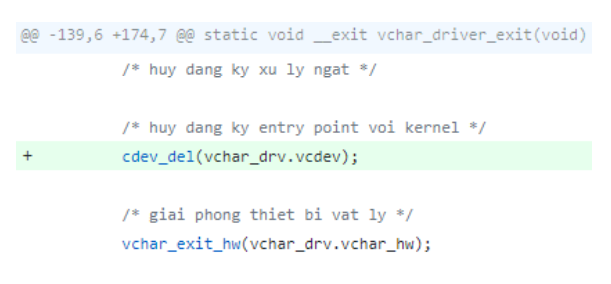 @@ -139,6 +174,7 @@ static void __exit vchar_driver_exit(void)
/* huy dang ky xu ly ngat */
/* huy dang ky entry point voi kernel */
+ cdev_del(vchar_drv.vcdev);
/* giai phong thiet bi vat ly */
vchar_exit_hw(vchar_drv.vchar_hw);